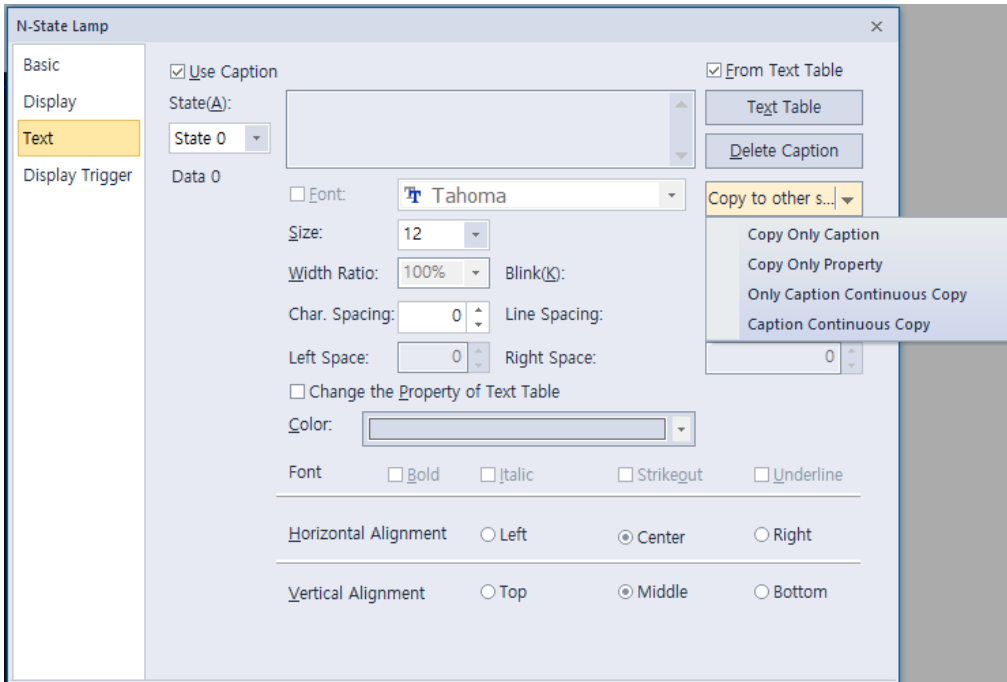 N-State Lamp
Basic
Display
Text
Display Trigger
Use Caption
From Text Table
State(A):
State 0
Data 0
Text Table
Delete Caption
Copy to other s...
Copy Only Caption
Copy Only Property
Only Caption Continuous Copy
Caption Continuous Copy
Font:
Tahoma
Size:
12
Width Ratio:
100%
Blink(K):
Char. Spacing:
0
Line Spacing:
Left Space:
0
Right Space:
0
Change the Property of Text Table
Color:
Font
Bold
Italic
Strikeout
Underline
Horizontal Alignment
Left
Center
Right
Vertical Alignment
Top
Middle
Bottom